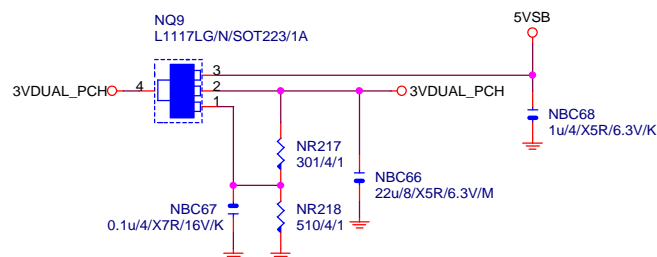 NQ9
L1117LG/N/SOT223/1A
5VSB
3
3VDUAL_PCH
4
2
3VDUAL_PCH
1
NBC68
1u/4/X5R/6.3V/K
NR217
301/4/1
NBC66
22u/8/X5R/6.3V/M
NBC67
0.1u/4/X7R/16V/K
NR218
510/4/1